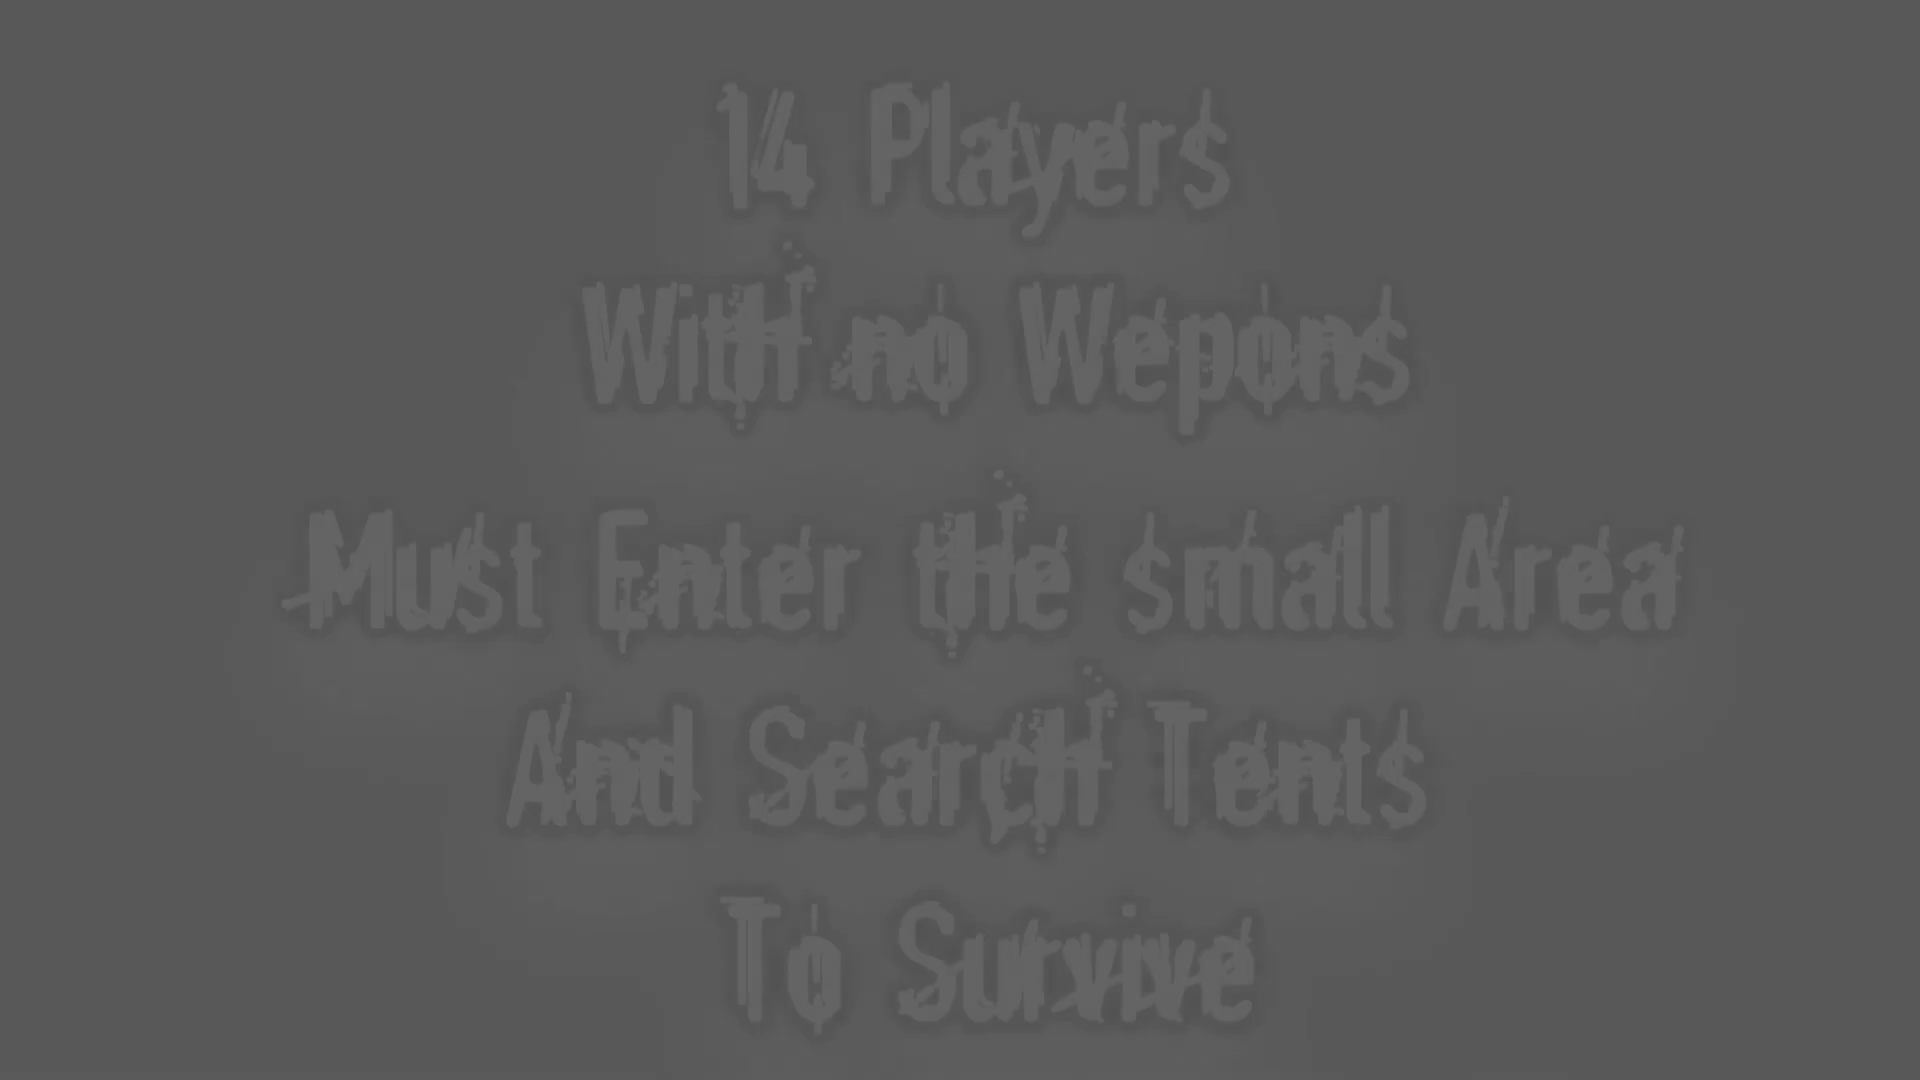 14 Players
With no Wepons
Must Enter the small Area
And Search Tents
To Survive